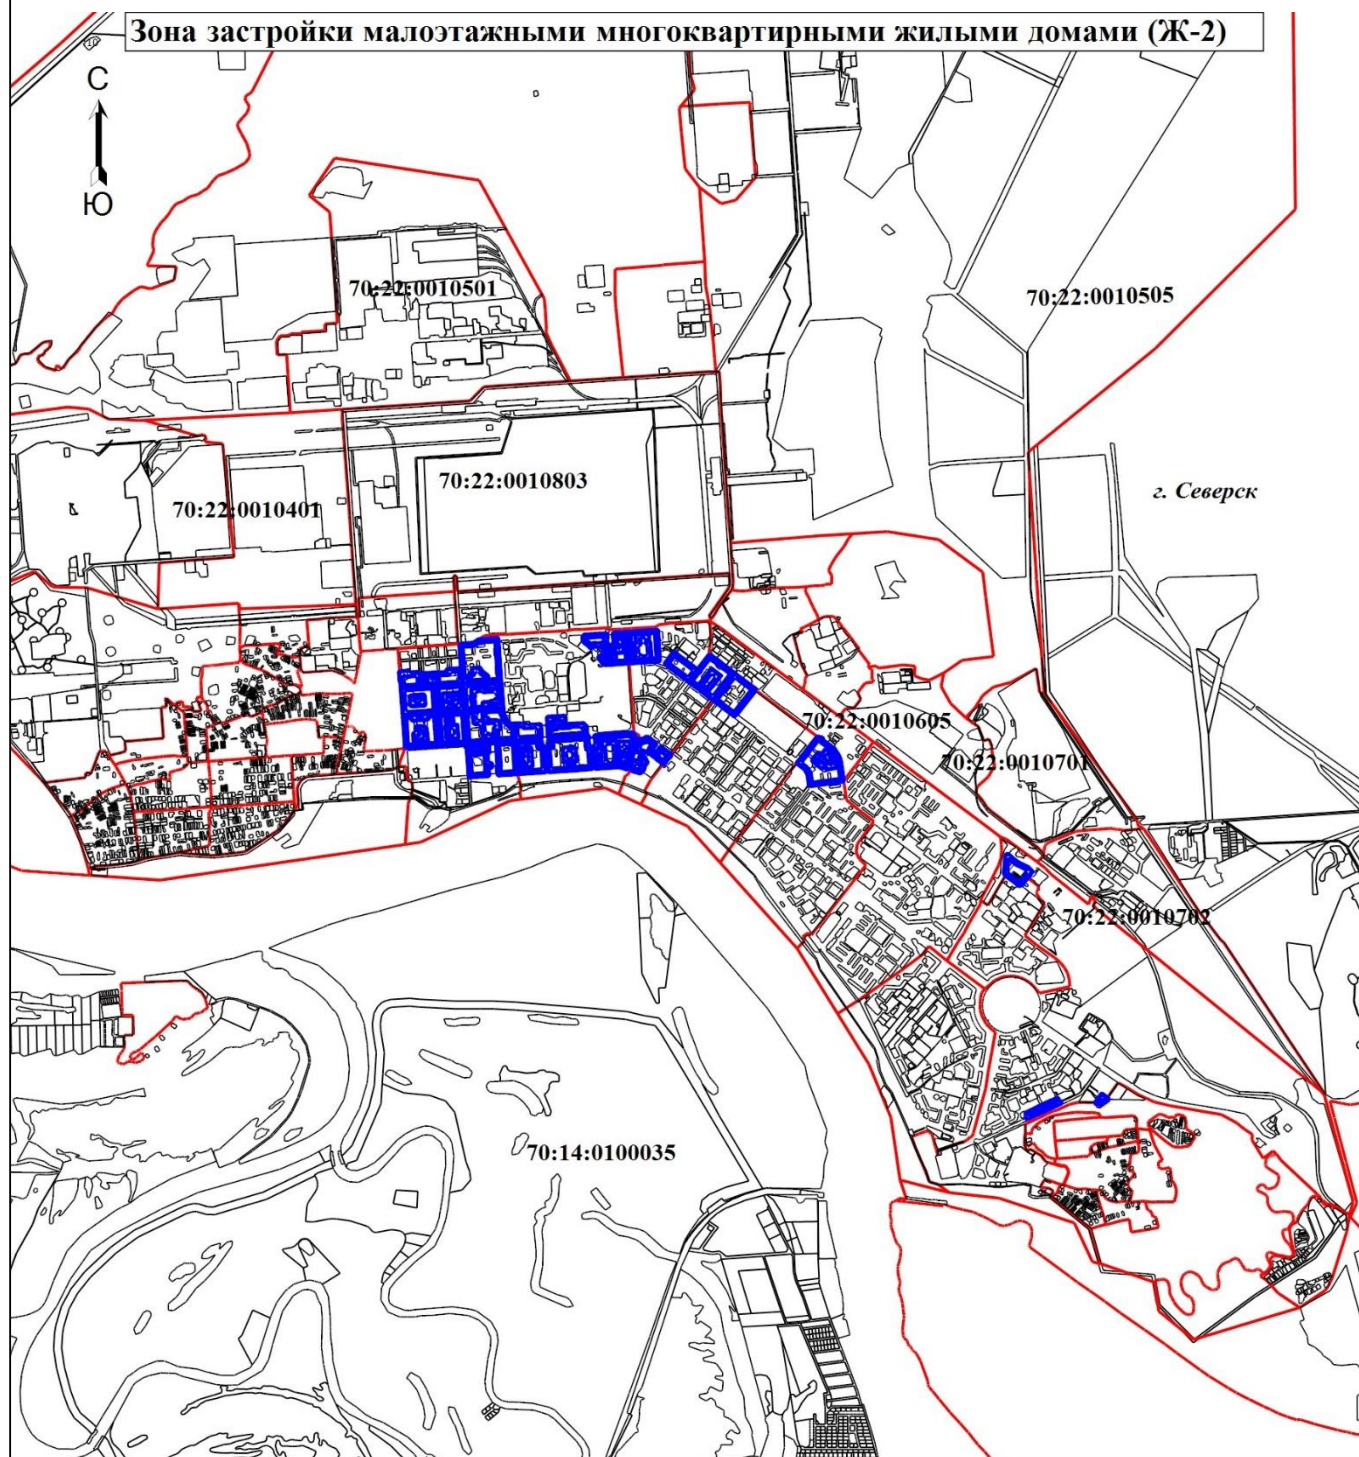 Зона застройки малоэтажными многоквартирными жилыми домами (Ж-2)
С
Ю
70:22:0010501
70:22:0010505
70:22:0010803
70:22:0010401
г. Северск
70:22:0010605
70:22:0010701
70:22:0010702
70:14:0100035